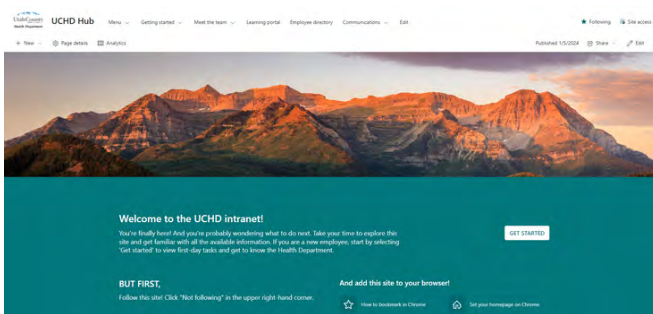 UtahCounty
Health Department
UCHD Hub
Menu Getting started Meet the team Learning portal Employee directory Communications Edit
Following Site access
+ New Page details Analytics
Published 1/3/2024 Share Edit
Welcome to the UCHD intranet!
You're finally here! And you're probably wondering what to do next. Take your time to explore this
site and get familiar with all the available information. If you are a new employee, start by selecting
'Get started' to view first-day tasks and get to know the Health Department.
GET STARTED
BUT FIRST,
Follow this site! Click "Not following" in the upper right-hand corner.
And add this site to your browser!
How to bookmark in Chrome
Set your homepage on Chrome